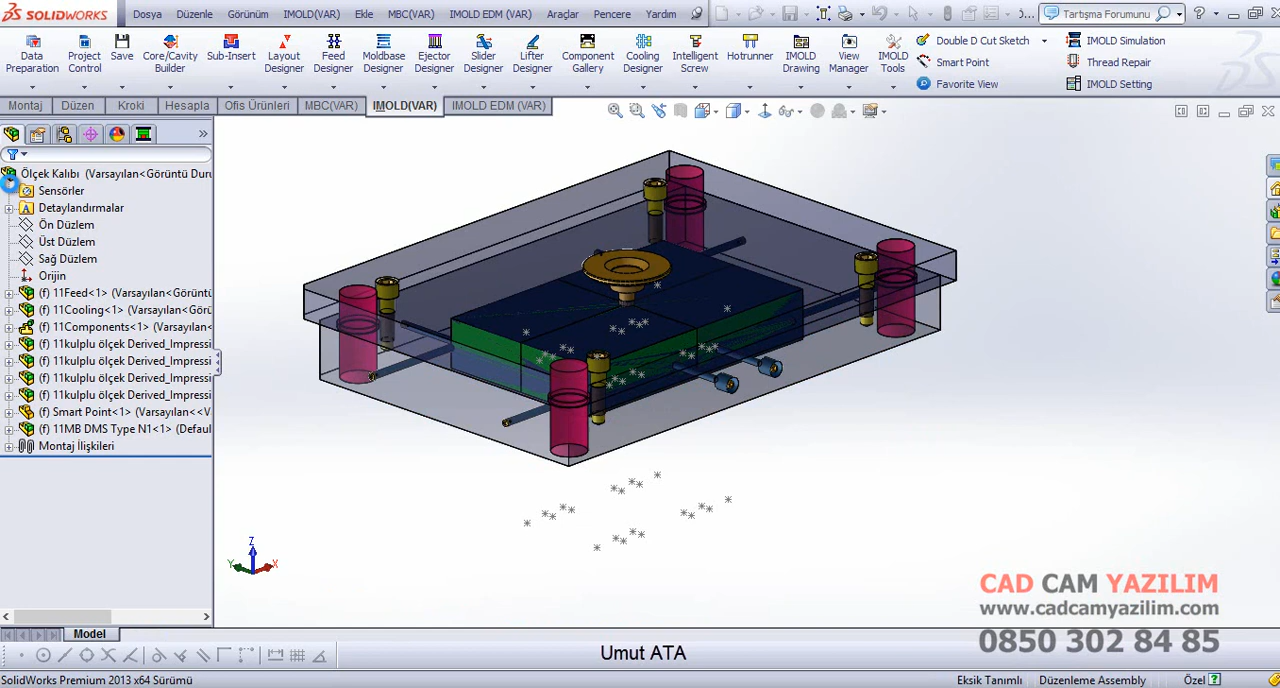 SOLIDWORKS
Dosya Düzenle Görünüm IMOLD(VAR) Ekle MBC(VAR) IMOLD EDM (VAR) Araçlar Pencere Yardım
Tartışma Forumunu
Data Preparation
Project Control
Save
Core/Cavity Builder
Sub-Insert
Layout Designer
Feed Designer
Moldbase Designer
Ejector Designer
Slider Designer
Lifter Designer
Component Gallery
Cooling Designer
Intelligent Screw
Hotrunner
IMOLD Drawing
View Manager
IMOLD Tools
Double D Cut Sketch
Smart Point
Favorite View
IMOLD Simulation
Thread Repair
IMOLD Setting
Montaj Düzen Kroki Hesapla Ofis Ürünleri MBC(VAR) IMOLD(VAR) IMOLD EDM (VAR)
Ölçek Kalıbı (Varsayılan<Görüntü Duru
Sensörler
Detaylandırmalar
Ön Düzlem
Üst Düzlem
Sağ Düzlem
Orijin
(f) 11Feed<1> (Varsayılan<Görüntü
(f) 11Cooling<1> (Varsayılan<Görü
(f) 11Components<1> (Varsayılan<
(f) 11kulplu ölçek Derived_Impressi
(f) 11kulplu ölçek Derived_Impressi
(f) 11kulplu ölçek Derived_Impressi
(f) 11kulplu ölçek Derived_Impressi
(f) Smart Point<1> (Varsayılan<<V
(f) 11MB DMS Type N1<1> (Defaul
Montaj İlişkileri
Z
Y
X
CAD CAM YAZILIM
www.cadcamyazilim.com
0850 302 84 85
Model
Umut ATA
SolidWorks Premium 2013 x64 Sürümü
Eksik Tanımlı Düzenleme Assembly Özel